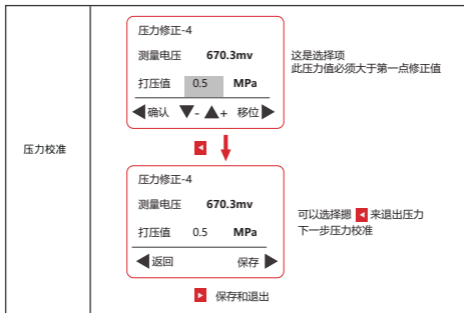 压力校准
压力修正-4
测量电压 670.3mv
打压值 0.5 MPa
◀确认 ▼- ▲+ 移位▶
这是选择项
此压力值必须大于第一点修正值
压力修正-4
测量电压 670.3mv
打压值 0.5 MPa
◀返回 保存▶
可以选择摁 ◀ 来退出压力
下一步压力校准
▶ 保存和退出